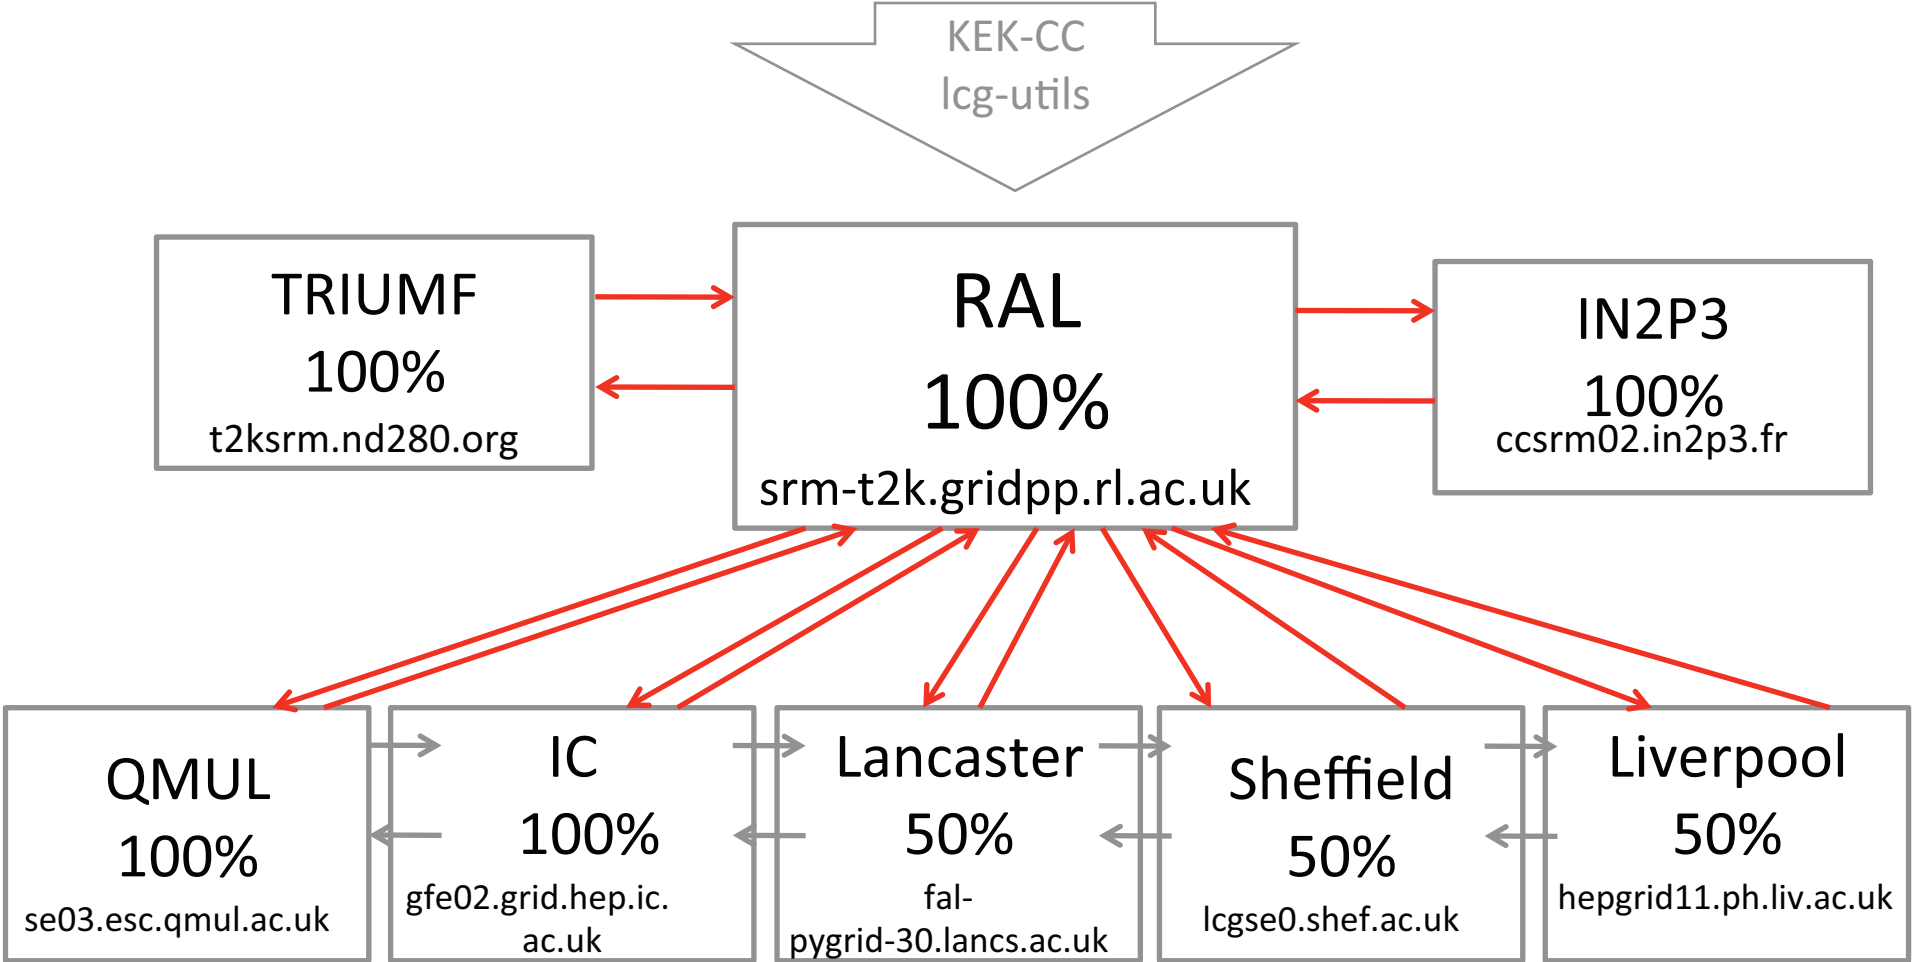 KEK-CC
lcg-utils
TRIUMF
100%
t2ksrm.nd280.org
RAL
100%
srm-t2k.gridpp.rl.ac.uk
IN2P3
100%
ccsrm02.in2p3.fr
QMUL
100%
se03.esc.qmul.ac.uk
IC
100%
gfe02.grid.hep.ic.
ac.uk
Lancaster
50%
fal-
pygrid-30.lancs.ac.uk
Sheffield
50%
lcgse0.shef.ac.uk
Liverpool
50%
hepgrid11.ph.liv.ac.uk